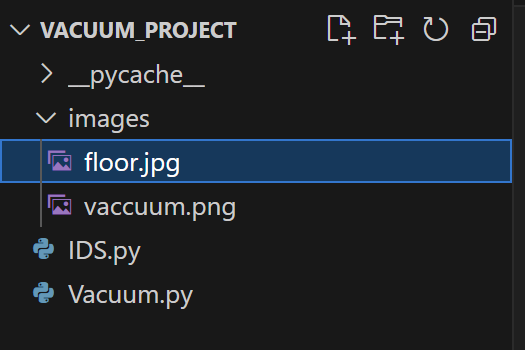 VACUUM_PROJECT
__pycache__
images
floor.jpg
vaccuum.png
IDS.py
Vacuum.py